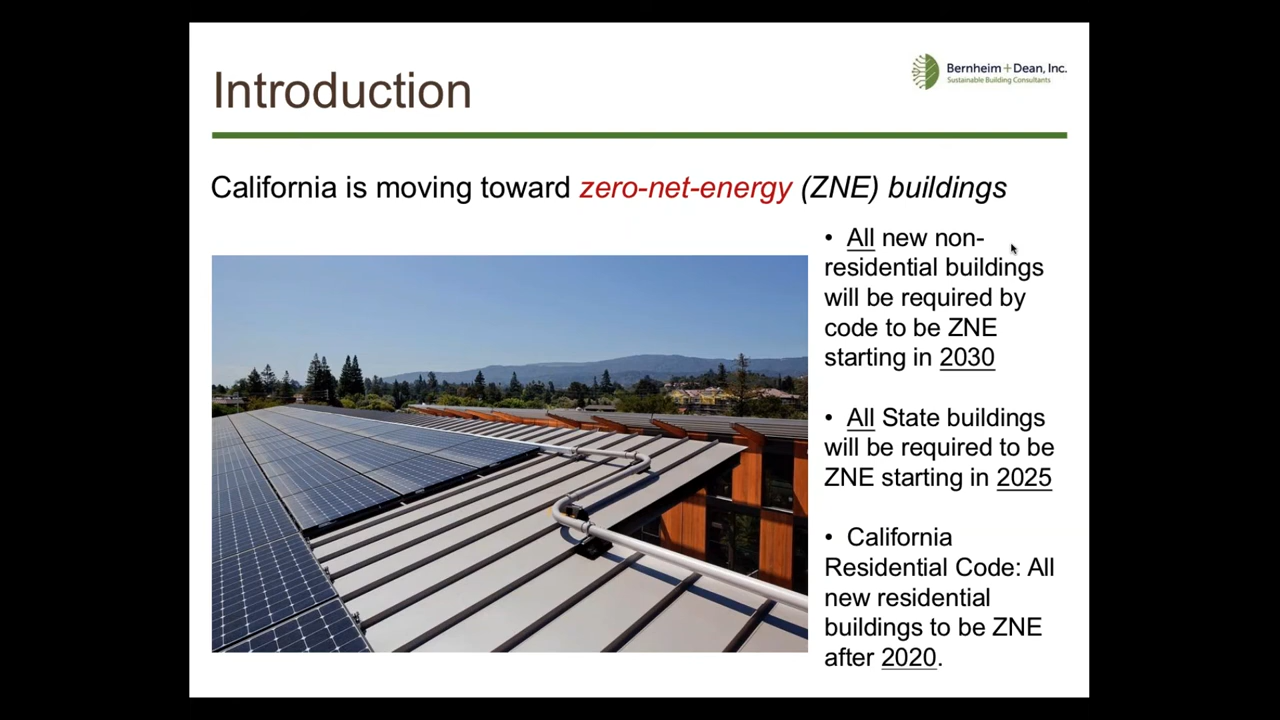 Introduction
Bernheim+Dean, Inc.
Sustainable Building Consultants
California is moving toward zero-net-energy (ZNE) buildings
• All new non-
residential buildings
will be required by
code to be ZNE
starting in 2030
• All State buildings
will be required to be
ZNE starting in 2025
• California
Residential Code: All
new residential
buildings to be ZNE
after 2020.